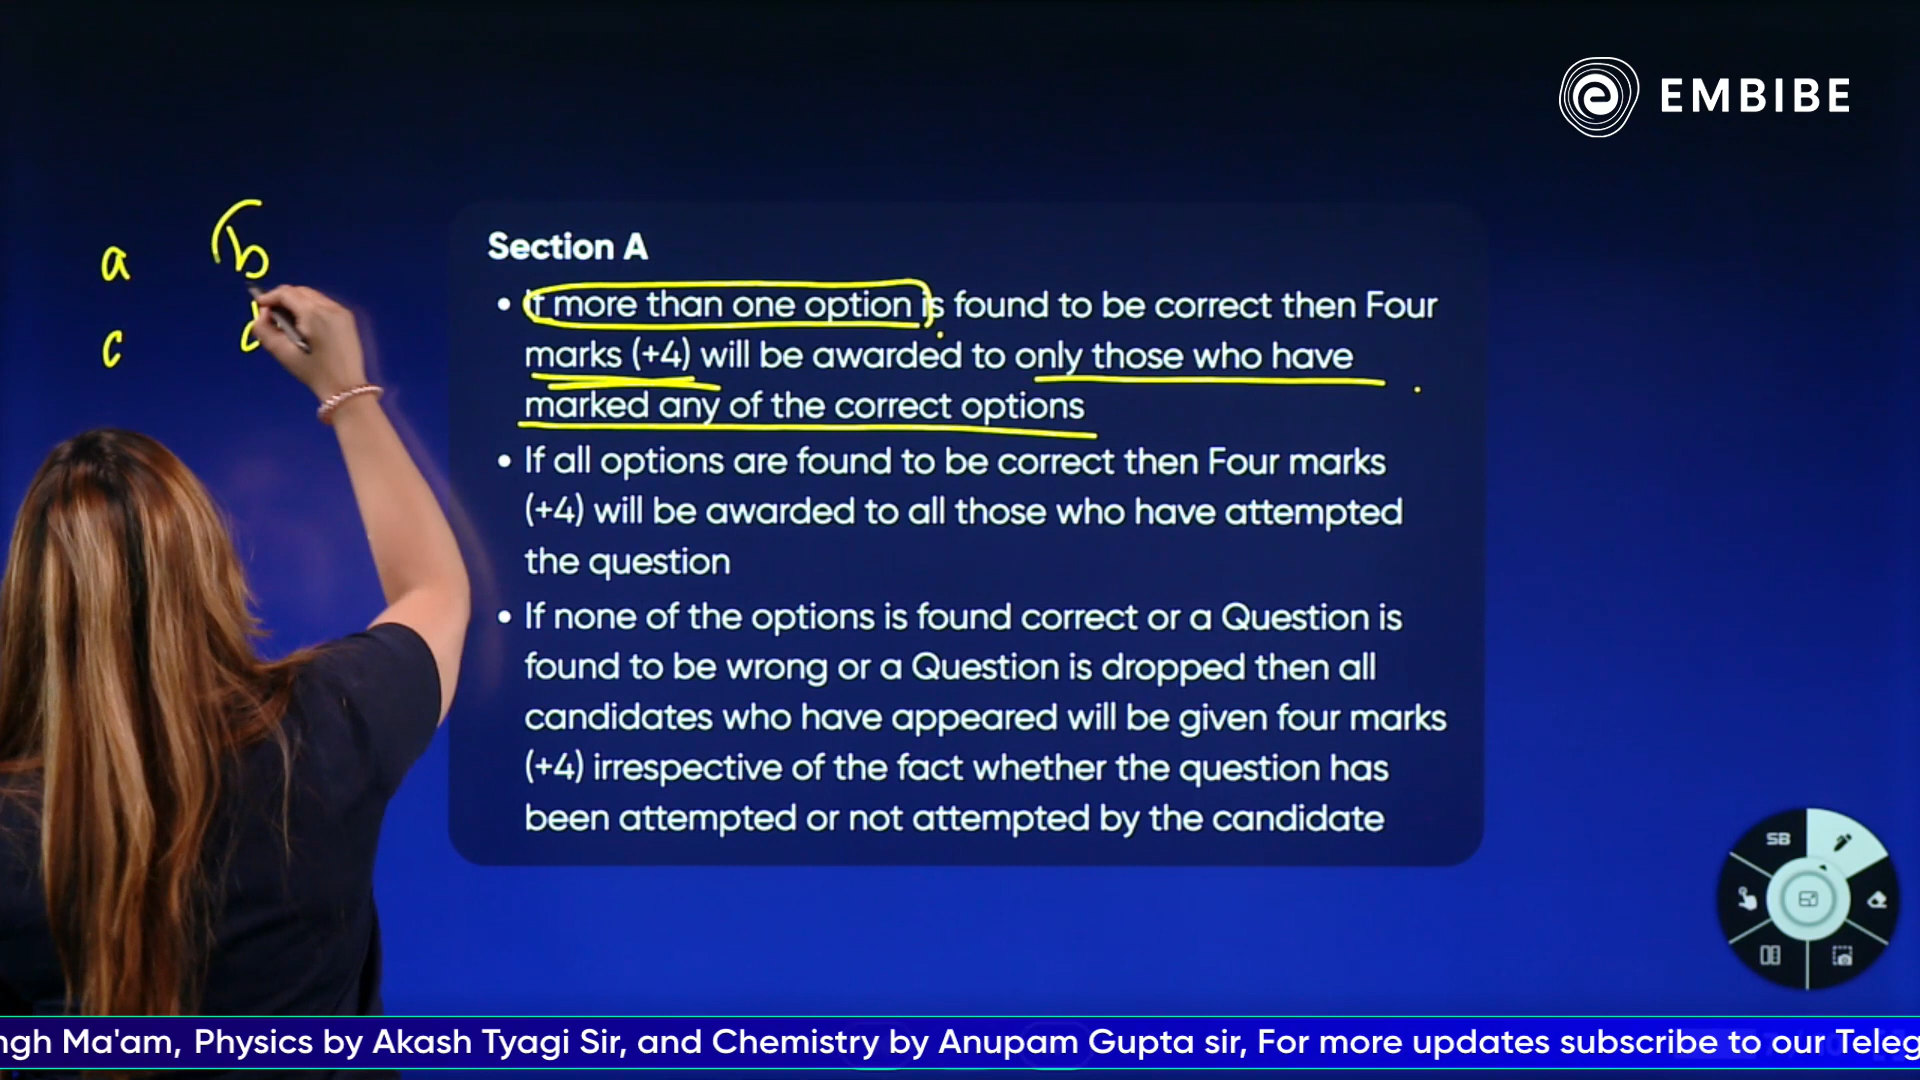 EMBIBE
a b
c d
Section A
• If more than one option is found to be correct then Four
marks (+4) will be awarded to only those who have
marked any of the correct options
• If all options are found to be correct then Four marks
(+4) will be awarded to all those who have attempted
the question
• If none of the options is found correct or a Question is
found to be wrong or a Question is dropped then all
candidates who have appeared will be given four marks
(+4) irrespective of the fact whether the question has
been attempted or not attempted by the candidate
SB
Ma'am, Physics by Akash Tyagi Sir, and Chemistry by Anupam Gupta sir, For more updates subscribe to our